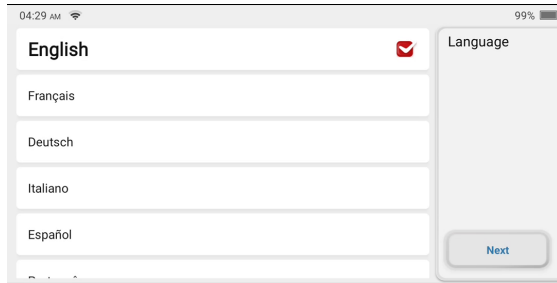 04:29 AM
99%
English
Language
Français
Deutsch
Italiano
Español
Next